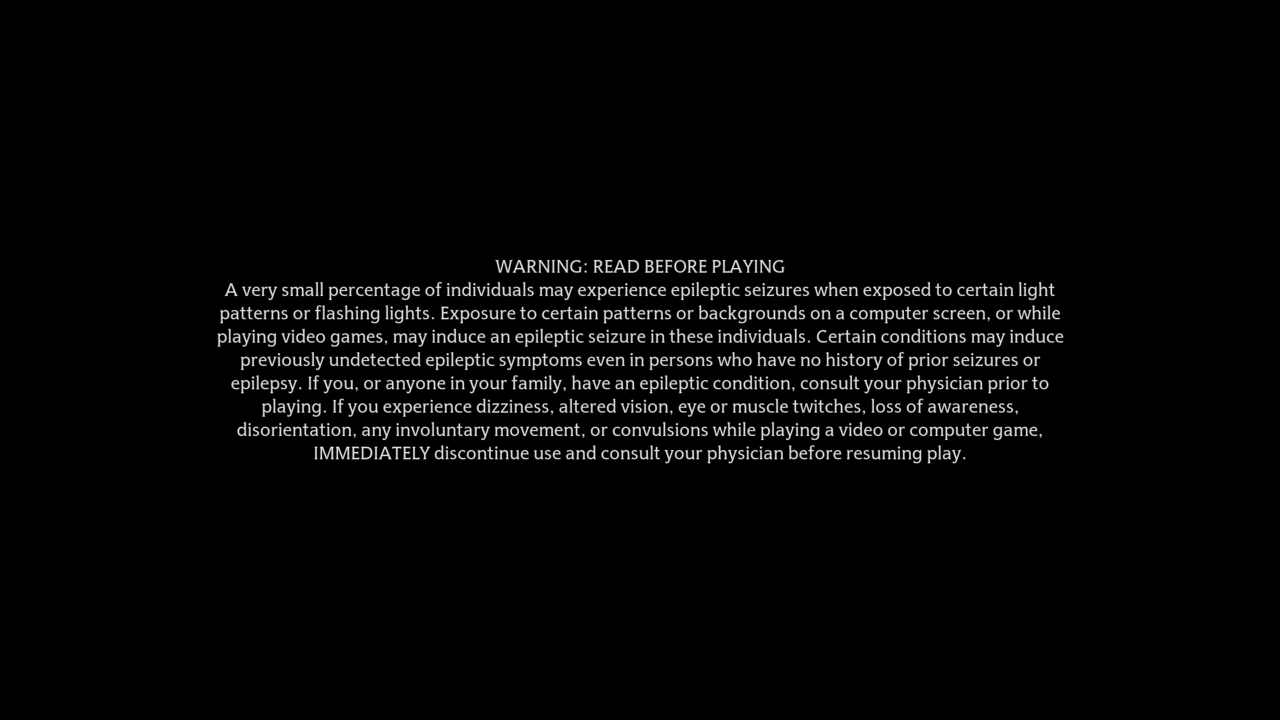 WARNING: READ BEFORE PLAYING
A very small percentage of individuals may experience epileptic seizures when exposed to certain light
patterns or flashing lights. Exposure to certain patterns or backgrounds on a computer screen, or while
playing video games, may induce an epileptic seizure in these individuals. Certain conditions may induce
previously undetected epileptic symptoms even in persons who have no history of prior seizures or
epilepsy. If you, or anyone in your family, have an epileptic condition, consult your physician prior to
playing. If you experience dizziness, altered vision, eye or muscle twitches, loss of awareness,
disorientation, any involuntary movement, or convulsions while playing a video or computer game,
IMMEDIATELY discontinue use and consult your physician before resuming play.